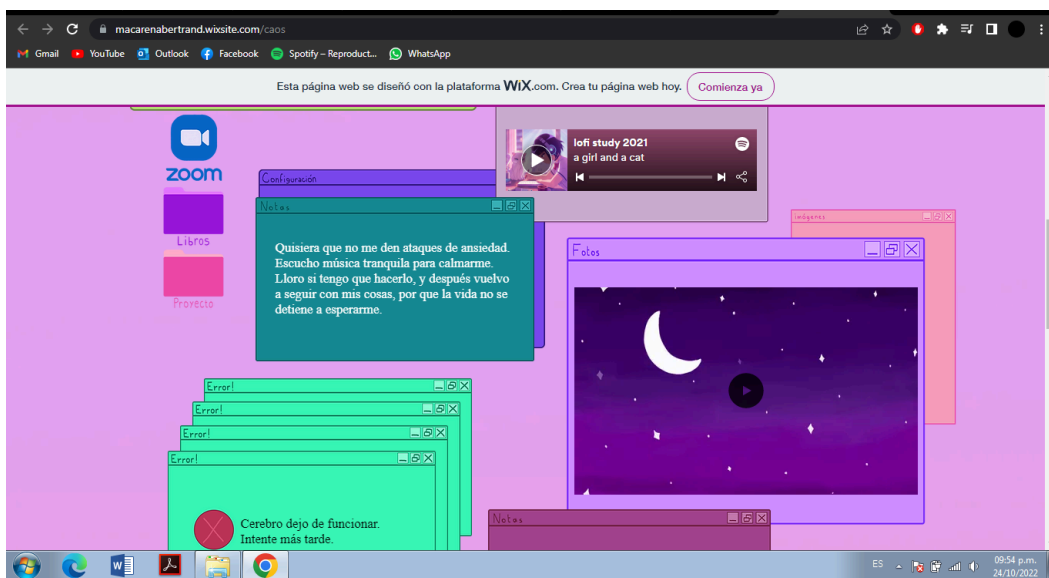 macarenabertrand.wixsite.com/caos
Gmail YouTube Outlook Facebook Spotify – Reproduct... WhatsApp
Esta página web se diseñó con la plataforma WiX.com. Crea tu página web hoy. Comienza ya
zoom
Libros
Proyecto
Configuración
Notas
Quisiera que no me den ataques de ansiedad.
Escucho música tranquila para calmarme.
Lloro si tengo que hacerlo, y después vuelvo
a seguir con mis cosas, por que la vida no se
detiene a esperarme.
lofi study 2021
a girl and a cat
imágenes
Fotos
Error!
Error!
Error!
Error!
Cerebro dejo de funcionar.
Intente más tarde.
Notas
ES
09:54 p.m.
24/10/2022